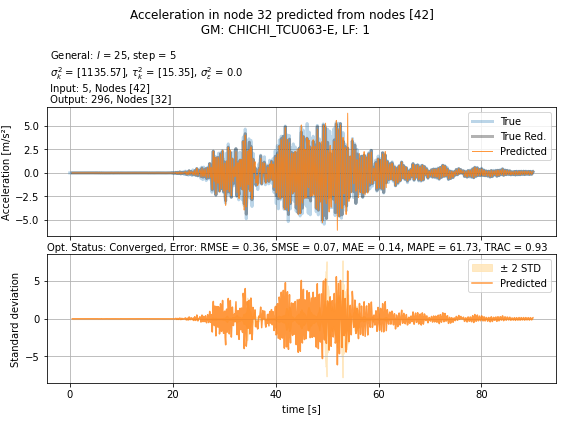 Acceleration in node 32 predicted from nodes [42]
GM: CHICHI_TCU063-E, LF: 1
General: l = 25, step = 5
σ²ₖ = [1135.57], τ²ₖ = [15.35], σ²ε = 0.0
Input: 5, Nodes [42]
Output: 296, Nodes [32]
Acceleration [m/s²]
5.0
2.5
0.0
−2.5
−5.0
True
True Red.
Predicted
Opt. Status: Converged, Error: RMSE = 0.36, SMSE = 0.07, MAE = 0.14, MAPE = 61.73, TRAC = 0.93
Standard deviation
5
0
−5
± 2 STD
Predicted
0
20
40
60
80
time [s]